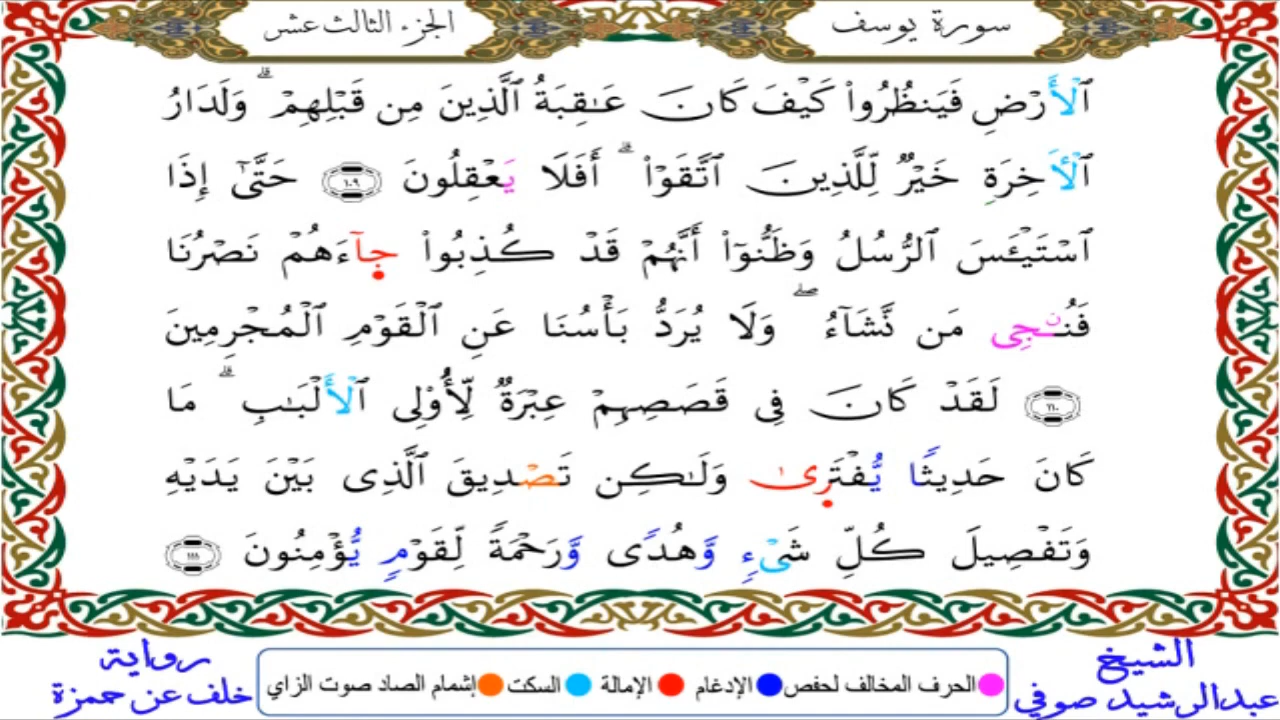 سورة يوسف
الجزء الثالث عشر
ٱلْأَرْضِ فَيَنظُرُوا۟ كَيْفَ كَانَ عَـٰقِبَةُ ٱلَّذِينَ مِن قَبْلِهِمْ ۗ وَلَدَارُ
ٱلْأَخِرَةِ خَيْرٌ لِّلَّذِينَ ٱتَّقَوْا۟ ۗ أَفَلَا يَعْقِلُونَ ١٠٩ حَتَّىٰٓ إِذَا
ٱسْتَيْـَٔسَ ٱلرُّسُلُ وَظَنُّوٓا۟ أَنَّهُمْ قَدْ كُذِبُوا۟ جَآءَهُمْ نَصْرُنَا
فَنُـۨجِى مَن نَّشَآءُ ۖ وَلَا يُرَدُّ بَأْسُنَا عَنِ ٱلْقَوْمِ ٱلْمُجْرِمِينَ
١١٠ لَقَدْ كَانَ فِى قَصَصِهِمْ عِبْرَةٌ لِّأُو۟لِى ٱلْأَلْبَـٰبِ ۗ مَا
كَانَ حَدِيثًا يُّفْتَرَىٰ وَلَـٰكِن تَصْدِيقَ ٱلَّذِى بَيْنَ يَدَيْهِ
وَتَفْصِيلَ كُلِّ شَىْءٍ وَّهُدًى وَّرَحْمَةً لِّقَوْمٍ يُّؤْمِنُونَ ١١١
الشيخ
عبدالرشيد صوفي
الحرف المخالف لحفص الإدغام الإمالة السكت إشمام الصاد صوت الزاي
رواية
خلف عن حمزة